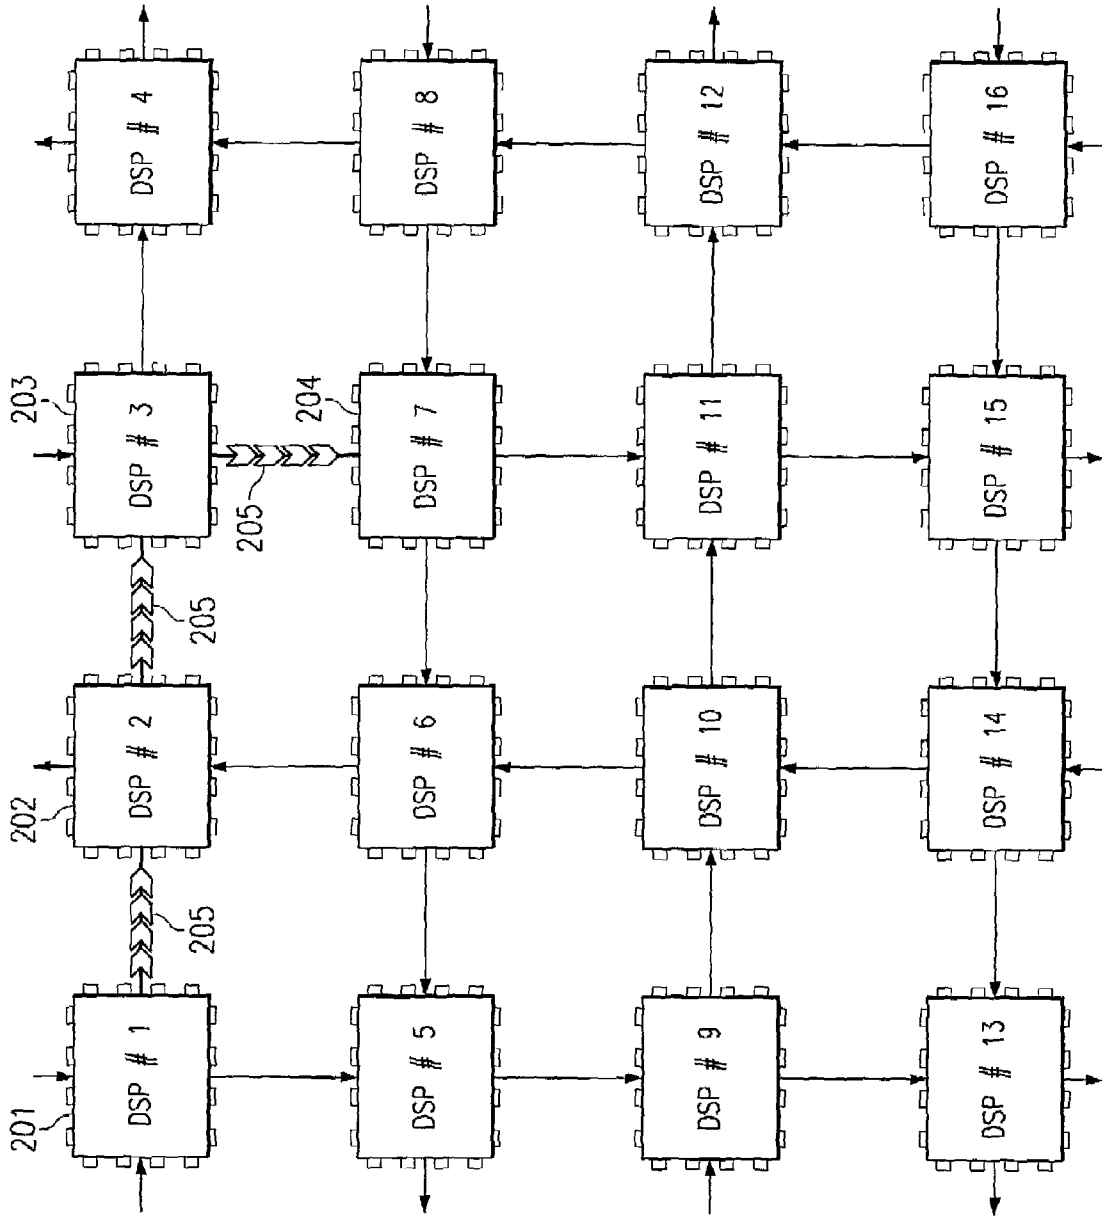 201
202
203
DSP # 1
DSP # 2
DSP # 3
DSP # 4
205
205
205
204
DSP # 5
DSP # 6
DSP # 7
DSP # 8
DSP # 9
DSP # 10
DSP # 11
DSP # 12
DSP # 13
DSP # 14
DSP # 15
DSP # 16